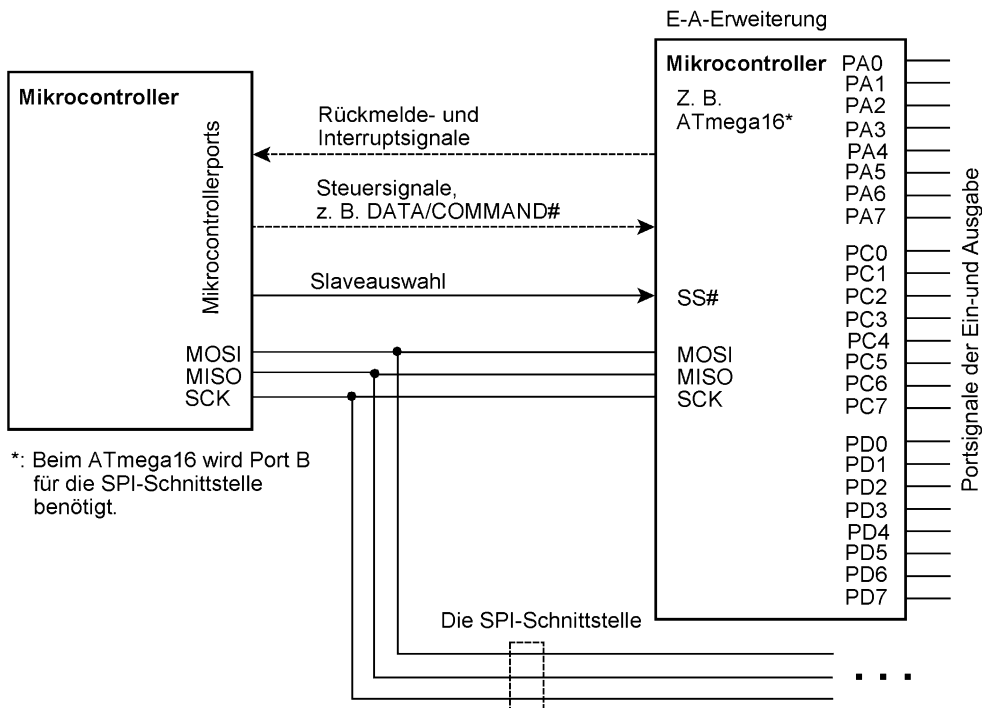 E-A-Erweiterung
Mikrocontroller
Mikrocontrollerports
Rückmelde- und
Interruptsignale
Steuersignale,
z. B. DATA/COMMAND#
Slaveauswahl
MOSI
MISO
SCK
*: Beim ATmega16 wird Port B
für die SPI-Schnittstelle
benötigt.
Mikrocontroller
Z. B.
ATmega16*
SS#
MOSI
MISO
SCK
PA0
PA1
PA2
PA3
PA4
PA5
PA6
PA7
PC0
PC1
PC2
PC3
PC4
PC5
PC6
PC7
PD0
PD1
PD2
PD3
PD4
PD5
PD6
PD7
Portsignale der Ein-und Ausgabe
Die SPI-Schnittstelle